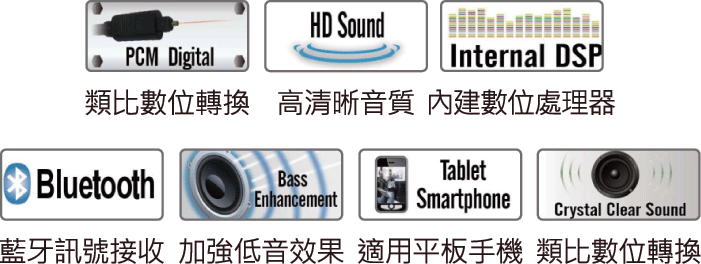 PCM Digital
HD Sound
Internal DSP
類比數位轉換
高清晰音質
內建數位處理器
Bluetooth
Bass
Enhancement
Tablet
Smartphone
Crystal Clear Sound
藍牙訊號接收
加強低音效果
適用平板手機
類比數位轉換